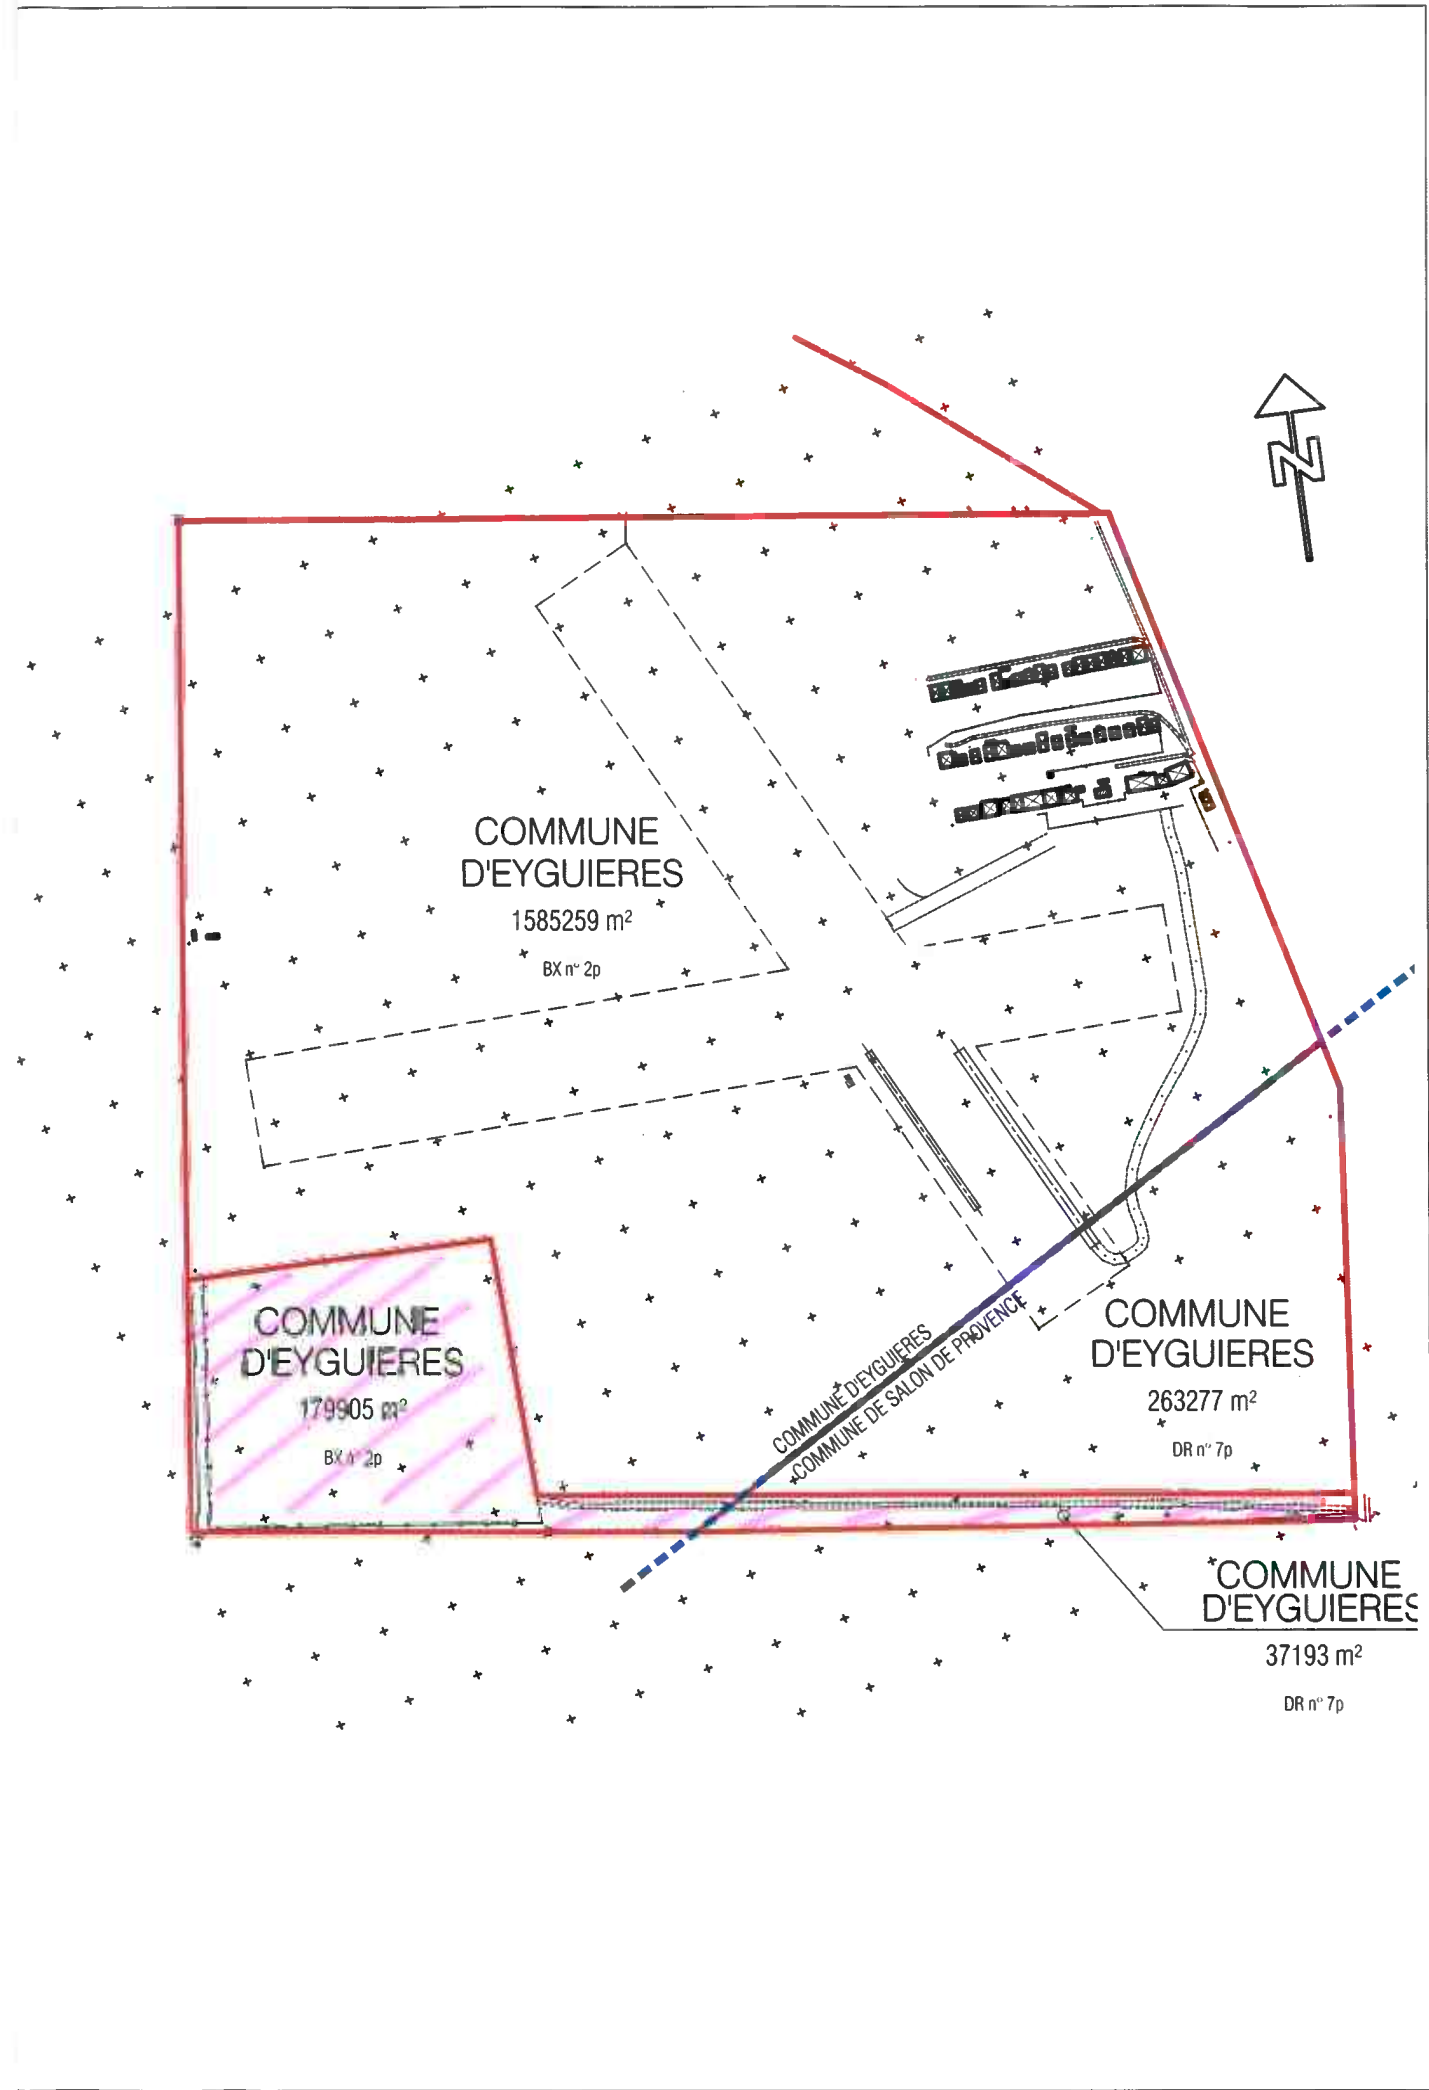 N
COMMUNE
D'EYGUIERES
1585259 m²
BX n° 2p
COMMUNE
D'EYGUIERES
179905 m²
BX n° 2p
COMMUNE D'EYGUIERES
COMMUNE DE SALON DE PROVENCE
COMMUNE
D'EYGUIERES
263277 m²
DR n° 7p
COMMUNE
D'EYGUIERES
37193 m²
DR n° 7p